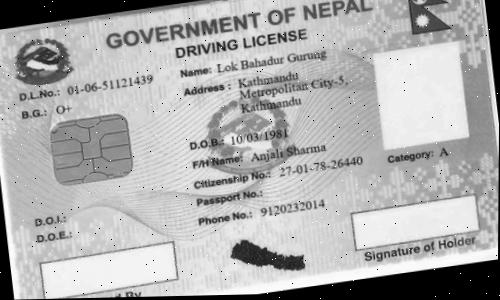 GOVERNMENT OF NEPAL
DRIVING LICENSE
D.L.No.: 01-06-51121439
B.G.: O+
Name: Lok Bahadur Gurung
Address : Kathmandu
Metropolitan City-5,
Kathmandu
D.O.B.: 10/03/1981
F/H Name: Anjali Sharma
Citizenship No.: 27-01-78-26440
Passport No.:
Phone No.: 9120232014
Category: A
D.O.I.:
D.O.E.:
Signature of Holder
By